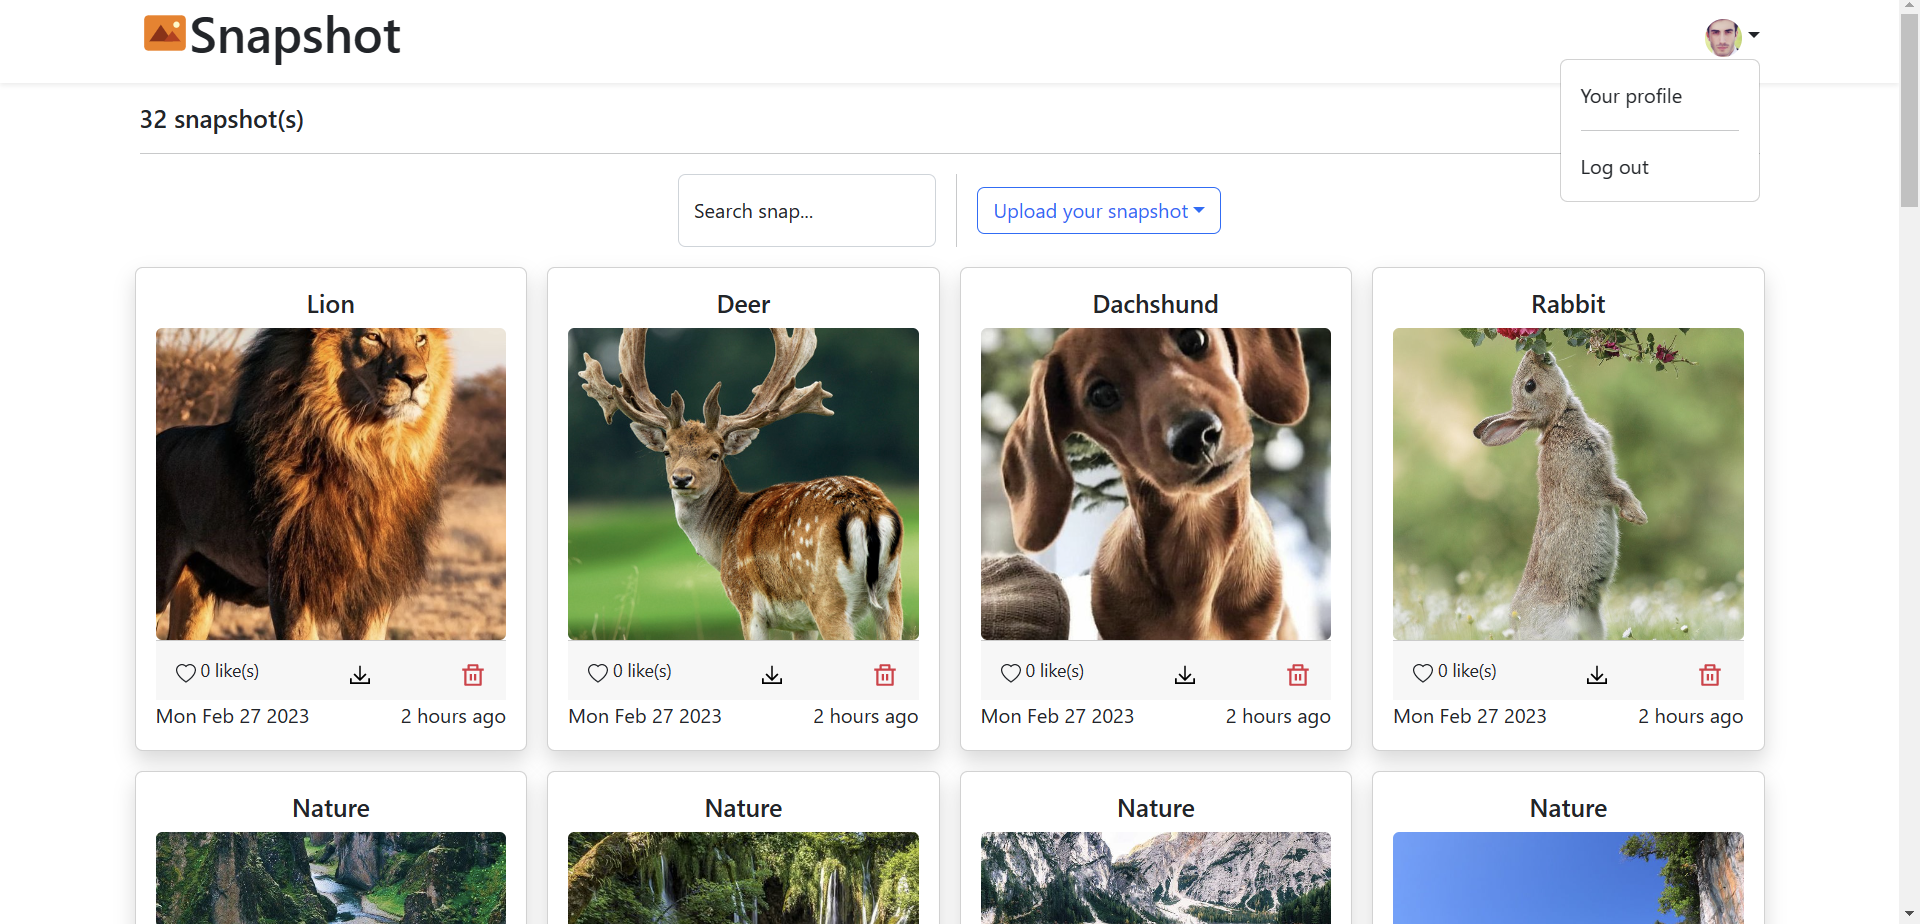 Snapshot
Your profile
Log out
32 snapshot(s)
Search snap...
Upload your snapshot
Lion
0 like(s)
Mon Feb 27 2023 2 hours ago
Deer
0 like(s)
Mon Feb 27 2023 2 hours ago
Dachshund
0 like(s)
Mon Feb 27 2023 2 hours ago
Rabbit
0 like(s)
Mon Feb 27 2023 2 hours ago
Nature
Nature
Nature
Nature